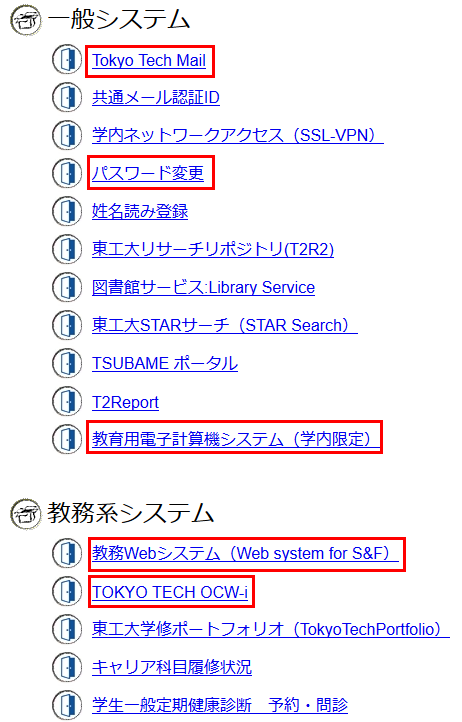 一般システム
Tokyo Tech Mail
共通メール認証ID
学内ネットワークアクセス（SSL-VPN）
パスワード変更
姓名読み登録
東工大リサーチリポジトリ(T2R2)
図書館サービス:Library Service
東工大STARサーチ（STAR Search）
TSUBAME ポータル
T2Report
教育用電子計算機システム（学内限定）
教務系システム
教務Webシステム（Web system for S&F）
TOKYO TECH OCW-i
東工大学修ポートフォリオ（TokyoTechPortfolio）
キャリア科目履修状況
学生一般定期健康診断　予約・問診